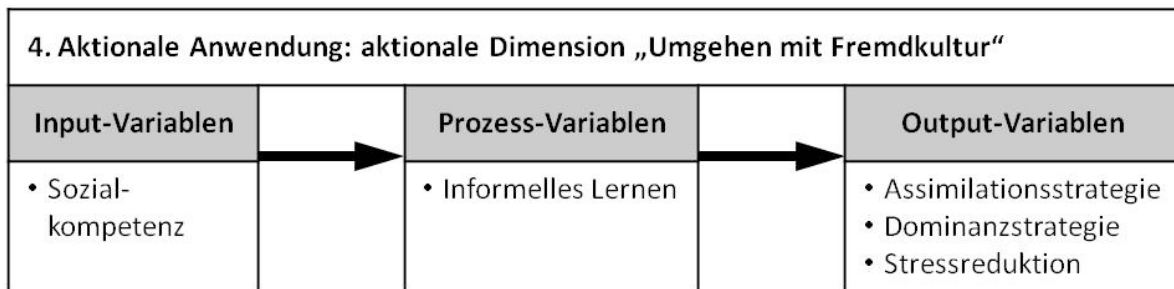 4. Aktionale Anwendung: aktionale Dimension „Umgehen mit Fremdkultur“
Input-Variablen
Prozess-Variablen
Output-Variablen
• Sozial-
kompetenz
• Informelles Lernen
• Assimilationsstrategie
• Dominanzstrategie
• Stressreduktion